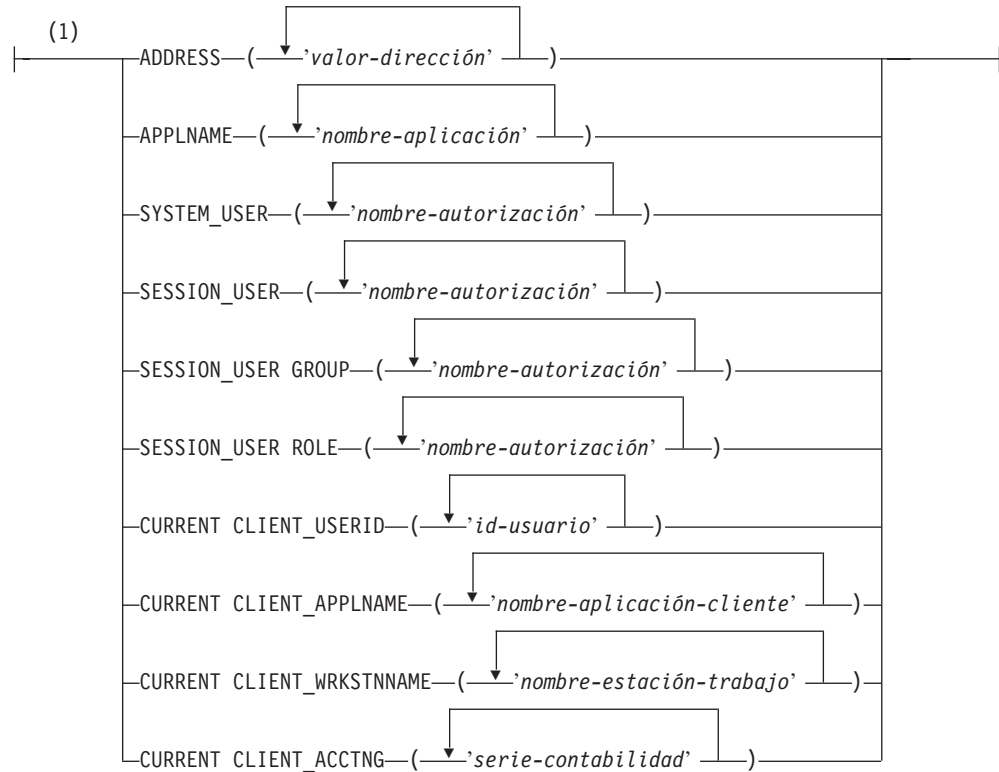 (1)
ADDRESS ( 'valor-dirección' )
APPLNAME ( 'nombre-aplicación' )
SYSTEM_USER ( 'nombre-autorización' )
SESSION_USER ( 'nombre-autorización' )
SESSION_USER GROUP ( 'nombre-autorización' )
SESSION_USER ROLE ( 'nombre-autorización' )
CURRENT CLIENT_USERID ( 'id-usuario' )
CURRENT CLIENT_APPLNAME ( 'nombre-aplicación-cliente' )
CURRENT CLIENT_WRKSTNNAME ( 'nombre-estación-trabajo' )
CURRENT CLIENT_ACCTNG ( 'serie-contabilidad' )